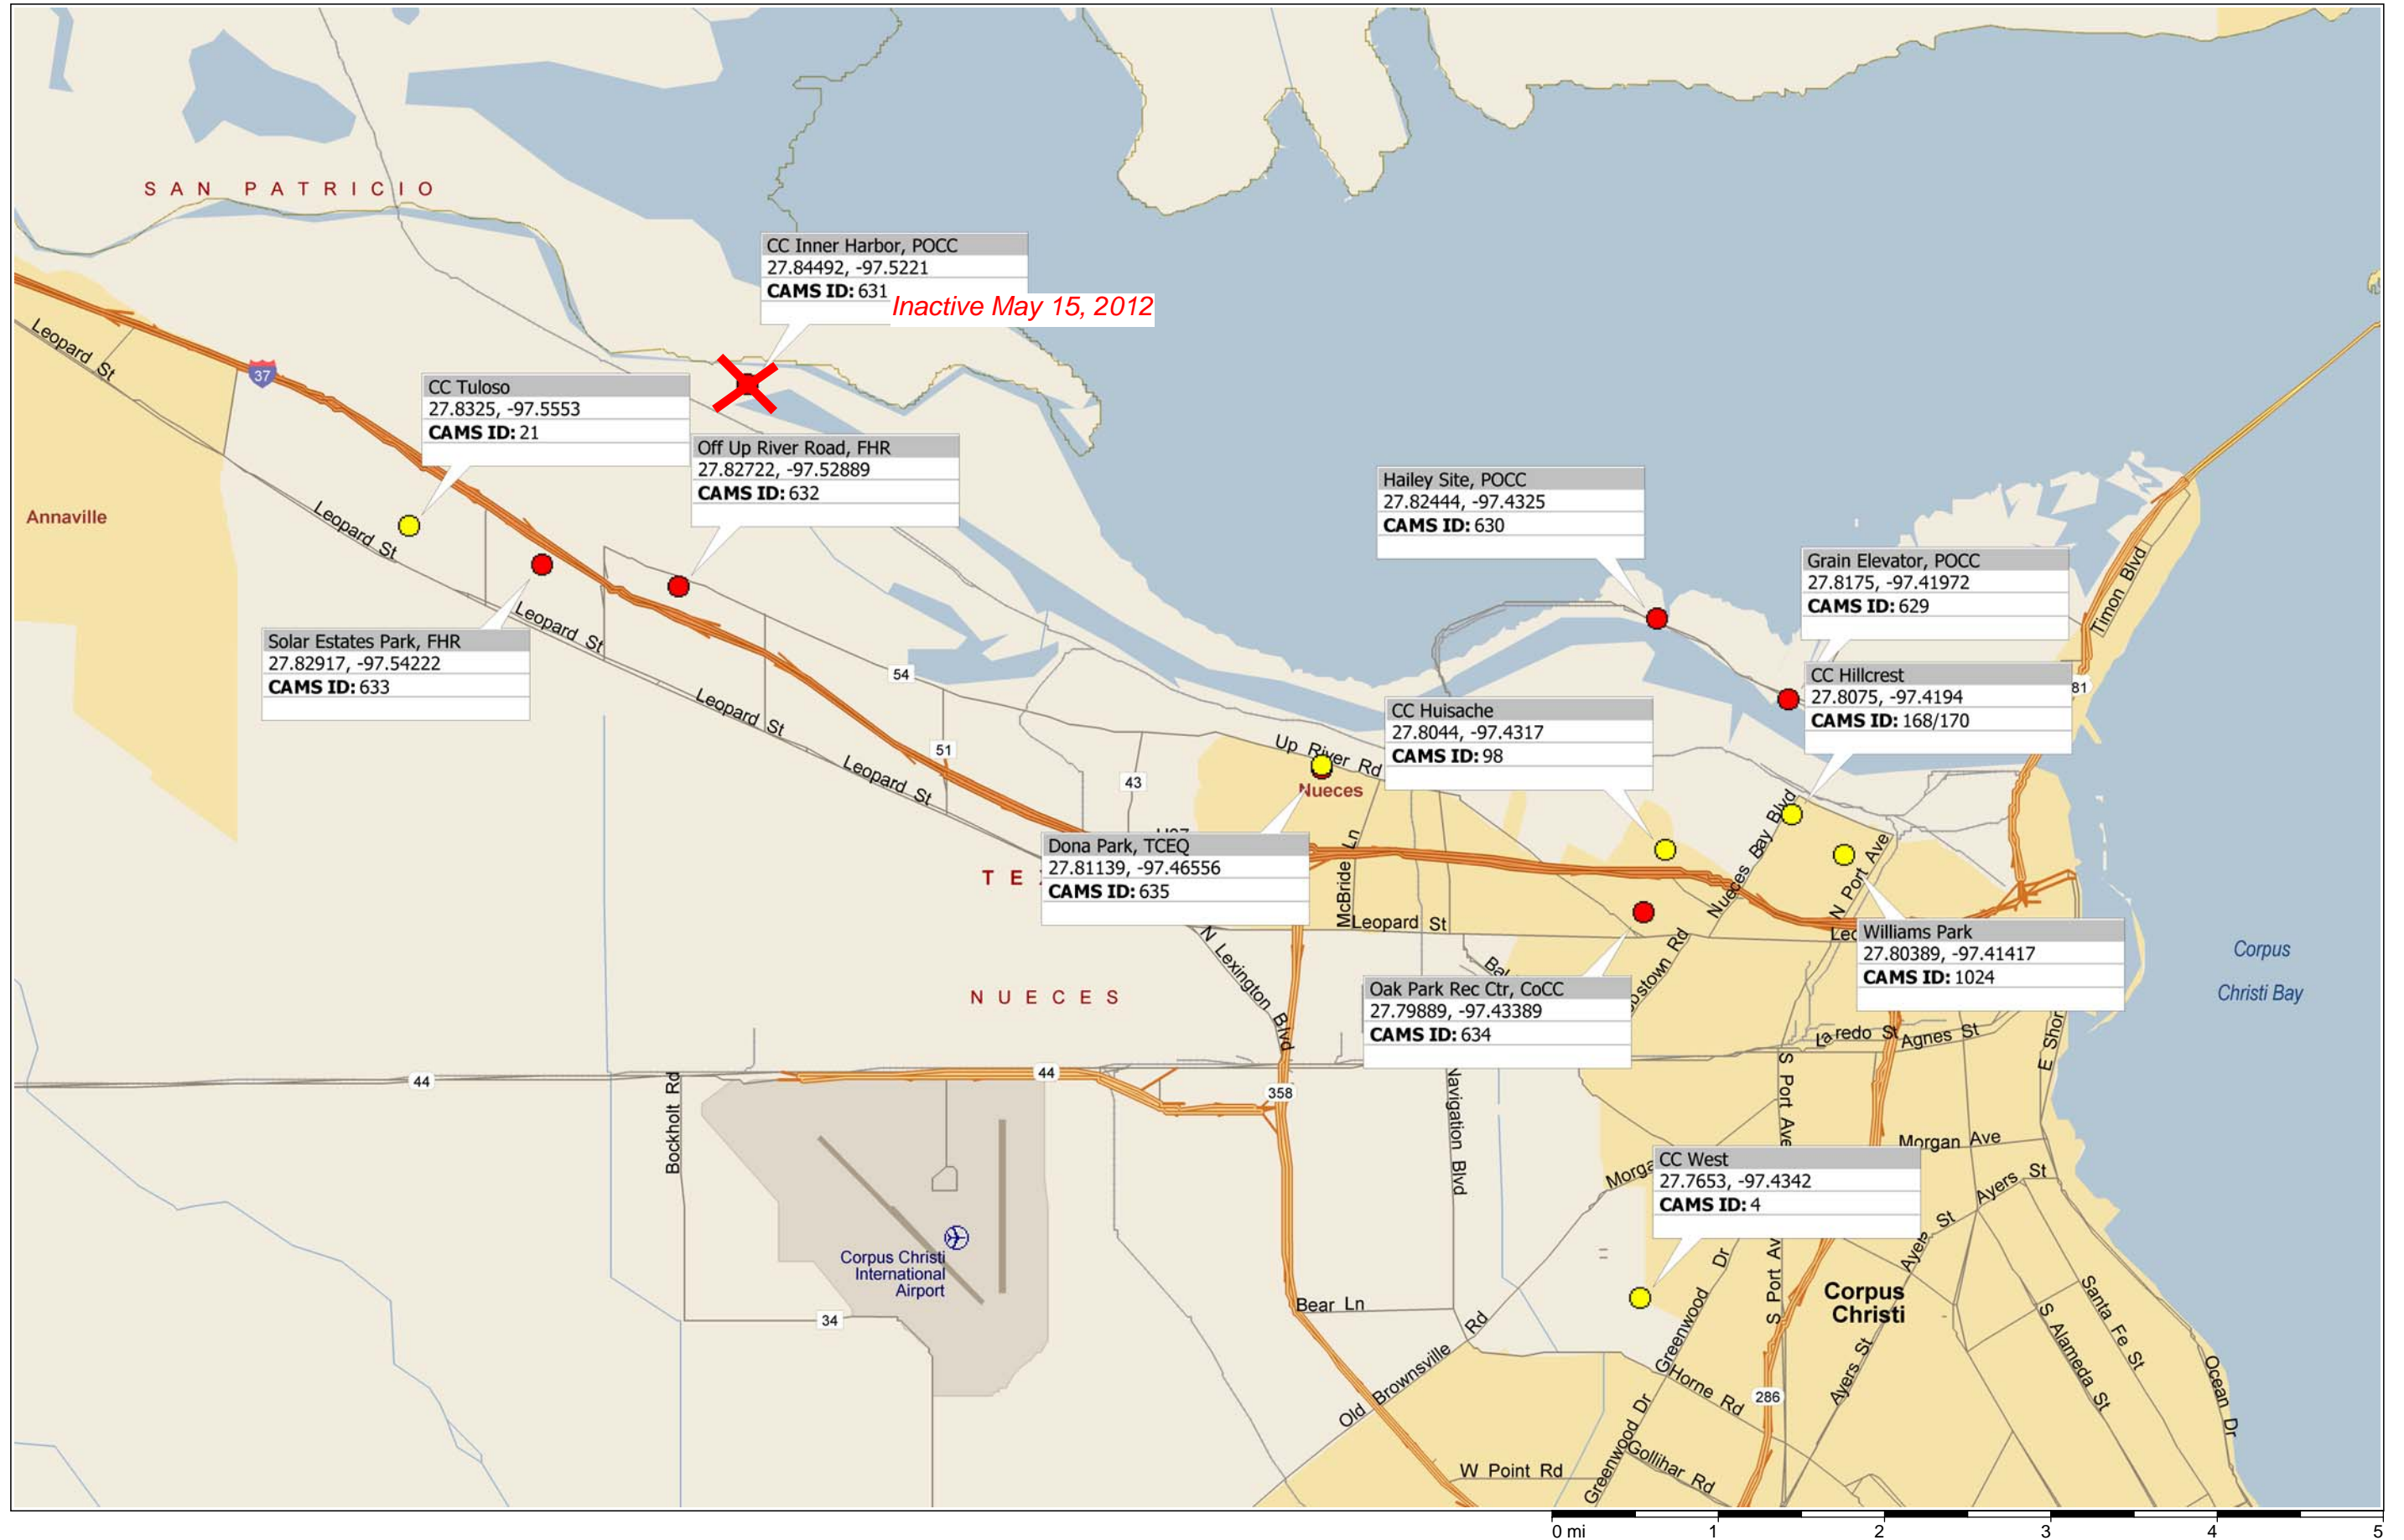 SAN PATRICIO
CC Inner Harbor, POCC
27.84492, -97.5221
CAMS ID: 631
Inactive May 15, 2012
Leopard St
37
CC Tuloso
27.8325, -97.5553
CAMS ID: 21
Off Up River Road, FHR
27.82722, -97.52889
CAMS ID: 632
Hailey Site, POCC
27.82444, -97.4325
CAMS ID: 630
Annaville
Leopard St
Grain Elevator, POCC
27.8175, -97.41972
CAMS ID: 629
Timon Blvd
Leopard St
Solar Estates Park, FHR
27.82917, -97.54222
CAMS ID: 633
54
CC Hillcrest
27.8075, -97.4194
CAMS ID: 168/170
81
Leopard St
CC Huisache
27.8044, -97.4317
CAMS ID: 98
51
Up River Rd
Leopard St
43
Nueces
Nueces Bay Blvd
N Port Ave
Dona Park, TCEQ
27.81139, -97.46556
CAMS ID: 635
McBride Ln
TE
Leopard St
Williams Park
27.80389, -97.41417
CAMS ID: 1024
Corpus
Christi Bay
N Lexington Blvd
Oak Park Rec Ctr, CoCC
27.79889, -97.43389
CAMS ID: 634
NUECES
Laredo St
Agnes St
E Shor
44
44
358
Bockholt Rd
Navigation Blvd
S Port Ave
Morgan Ave
Morga
CC West
27.7653, -97.4342
CAMS ID: 4
Ayers St
Ayers St
Corpus Christi
International
Airport
Greenwood Dr
S Port Av
Corpus
Christi
34
Bear Ln
Old Brownsville Rd
Santa Fe St
S Alameda St
Ayers St
Ocean Dr
Horne Rd
286
Greenwood Dr
Gollihar Rd
W Point Rd
0 mi 1 2 3 4 5